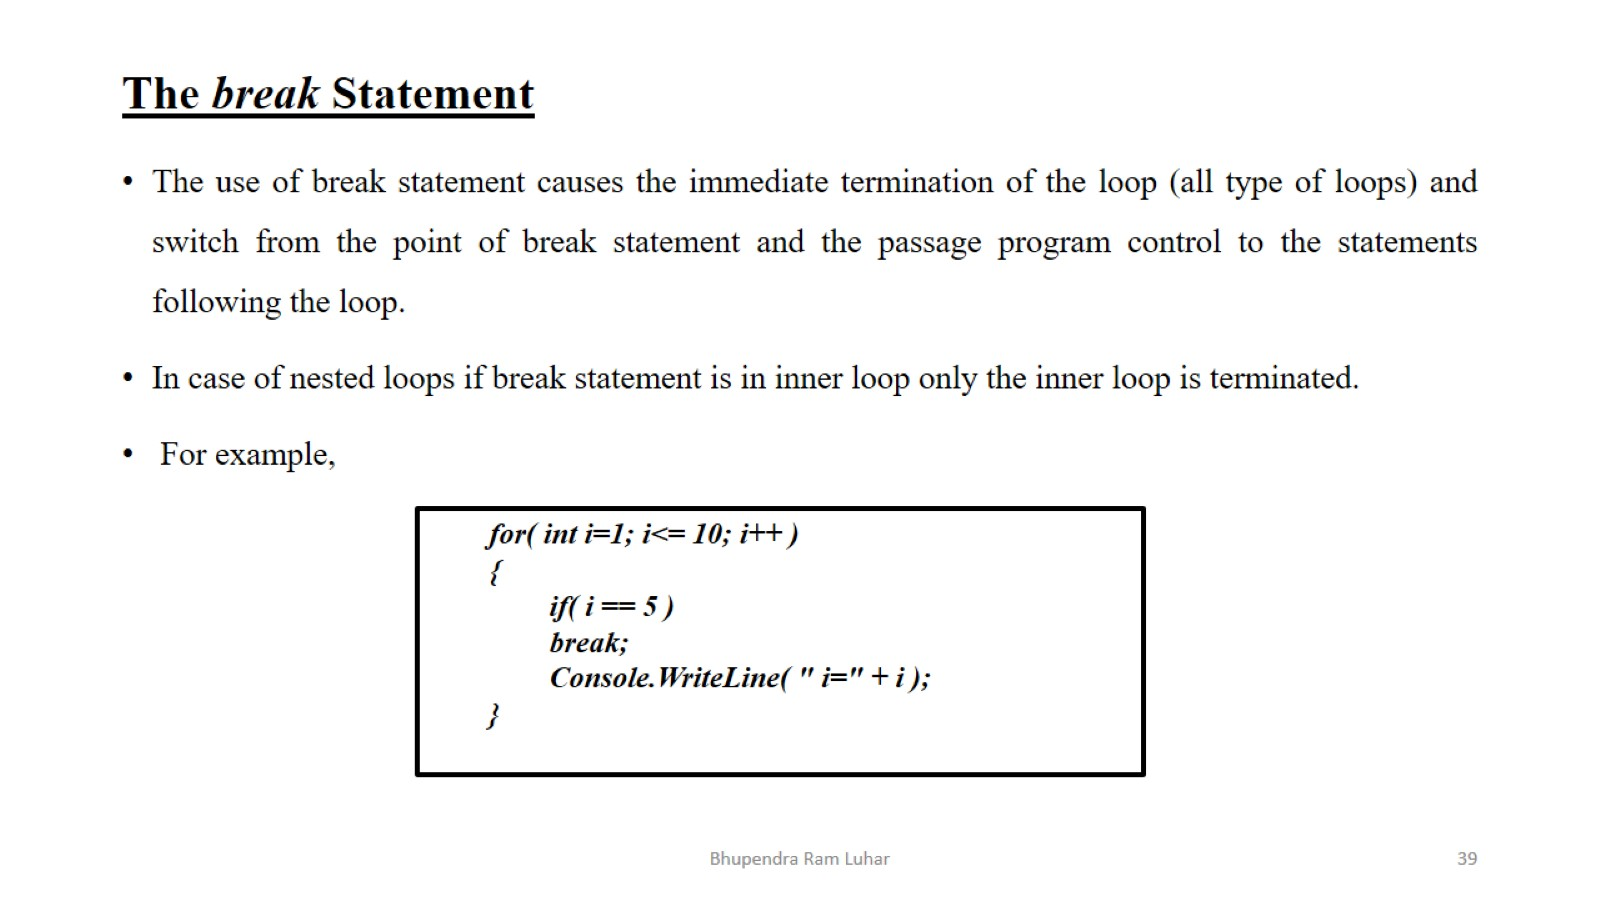 The break Statement
• The use of break statement causes the immediate termination of the loop (all type of loops) and
switch from the point of break statement and the passage program control to the statements
following the loop.
• In case of nested loops if break statement is in inner loop only the inner loop is terminated.
• For example,
for( int i=1; i<= 10; i++ )
{
if( i == 5 )
break;
Console.WriteLine( " i=" + i );
}
Bhupendra Ram Luhar
39